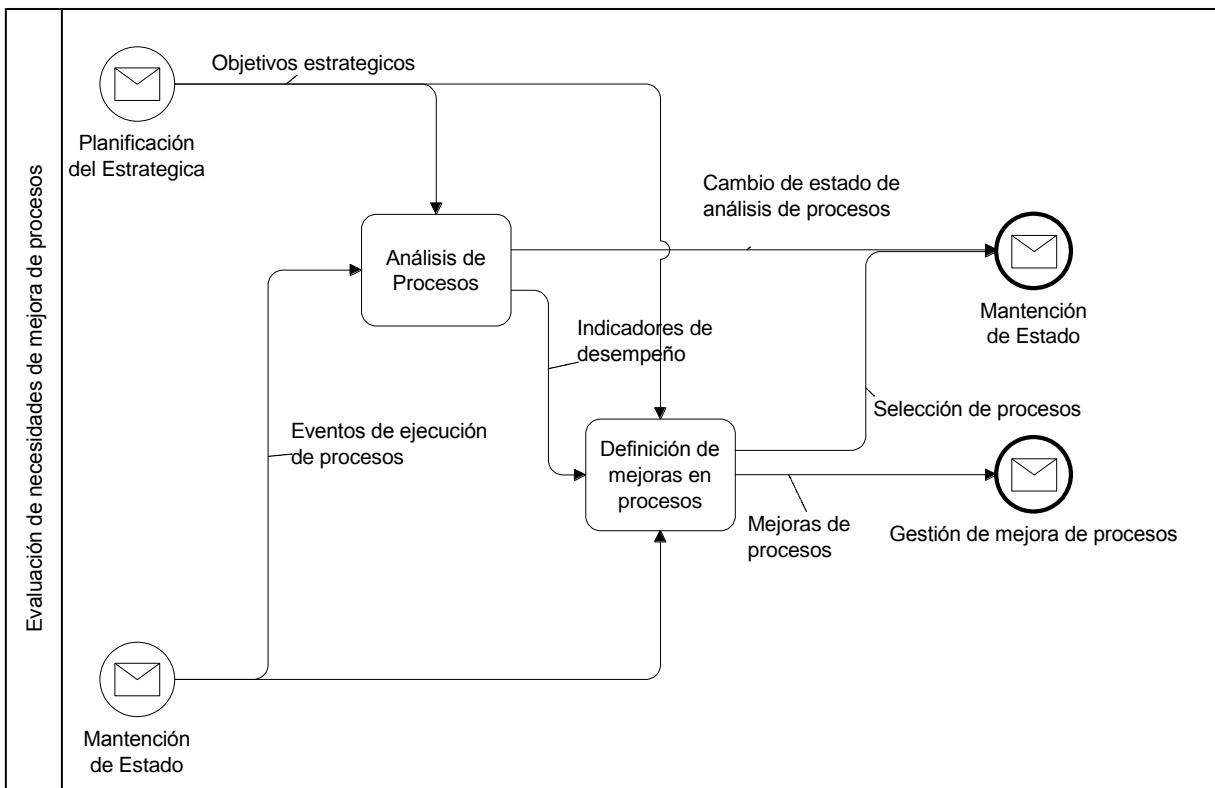 Evaluación de necesidades de mejora de procesos
Objetivos estrategicos
Planificación
del Estrategica
Cambio de estado de
análisis de procesos
Análisis de
Procesos
Mantención
de Estado
Indicadores de
desempeño
Selección de procesos
Eventos de ejecución
de procesos
Definición de
mejoras en
procesos
Mejoras de
procesos
Gestión de mejora de procesos
Mantención
de Estado